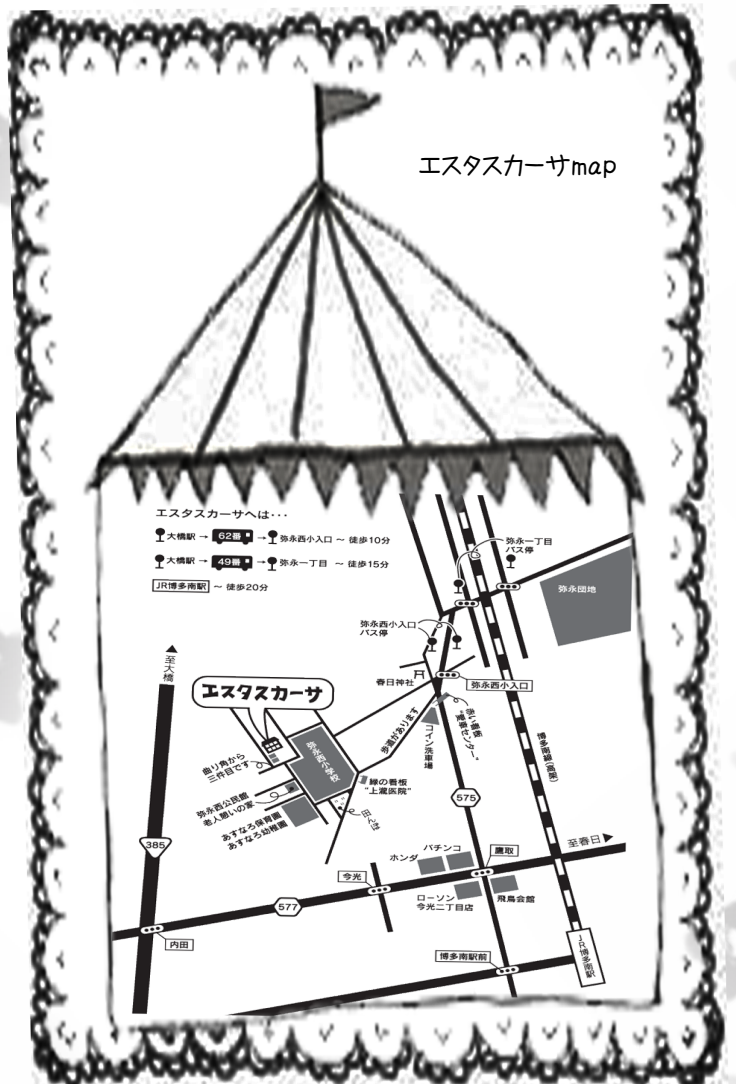 エスタスカーサmap
エスタスカーサへは･･･
大橋駅 → 62番 → 弥永西小入口 ～ 徒歩10分
大橋駅 → 49番 → 弥永一丁目 ～ 徒歩15分
JR博多南駅 ～ 徒歩20分
弥永一丁目
バス停
弥永団地
弥永西小入口
バス停
至大橋
春日神社
弥永西小入口
エスタスカーサ
歩道があります
赤い看板
コイン洗車場
博多南線(高架)
曲り角から
三件目です
弥永西小学校
緑の看板
"上瀧医院"
弥永西公民館
老人憩いの家
あすなろ保育園
あすなろ幼稚園
575
385
至春日
パチンコ
ホンダ
鷹取
今光
577
ローソン
今光二丁目店
飛鳥会館
内田
博多南駅前
JR博多南駅